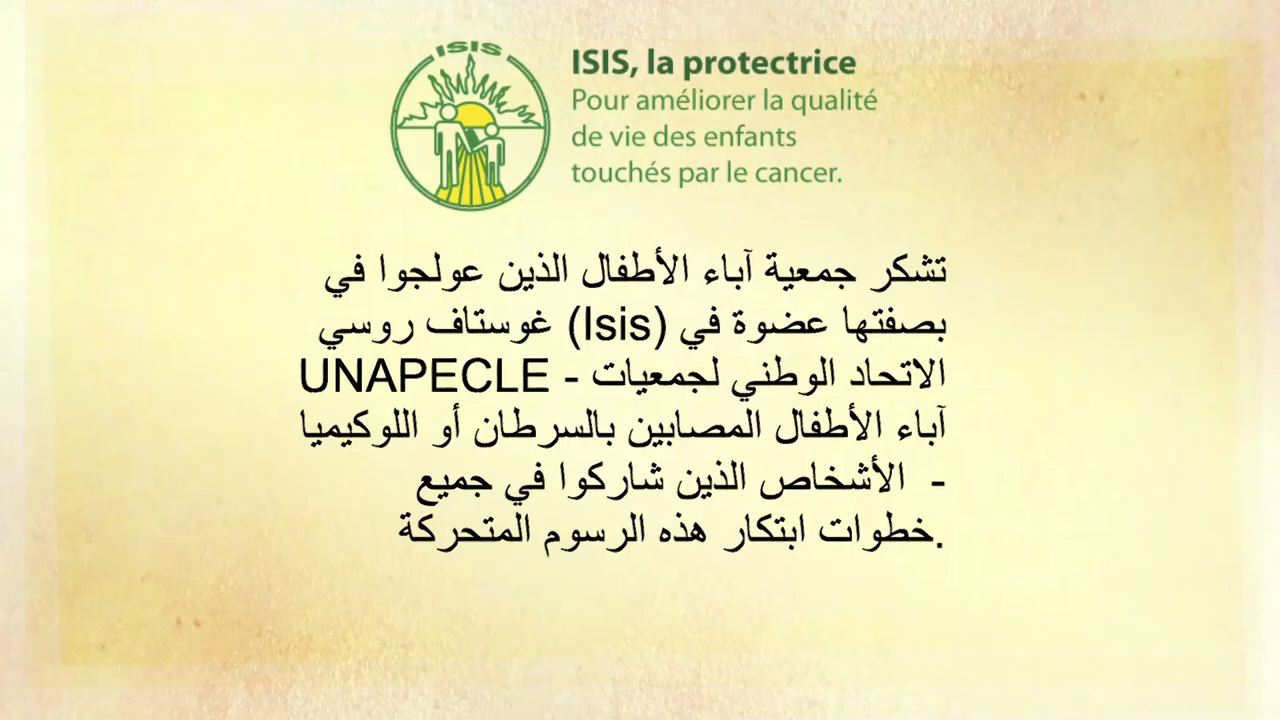 ISIS
ISIS, la protectrice
Pour améliorer la qualité
de vie des enfants
touchés par le cancer.
تشكر جمعية آباء الأطفال الذين عولجوا في
بصفتها عضوة في (Isis) غوستاف روسي
الاتحاد الوطني لجمعيات - UNAPECLE
آباء الأطفال المصابين بالسرطان أو اللوكيميا
- الأشخاص الذين شاركوا في جميع
.خطوات ابتكار هذه الرسوم المتحركة